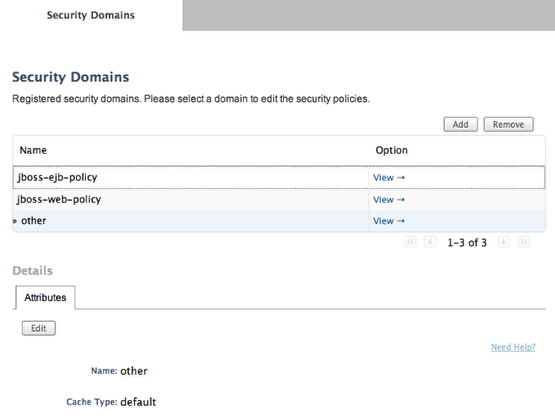 Security Domains
Security Domains
Registered security domains. Please select a domain to edit the security policies.
Add Remove
Name Option
jboss-ejb-policy View →
jboss-web-policy View →
other View →
1-3 of 3
Details
Attributes
Edit
Need Help?
Name: other
Cache Type: default